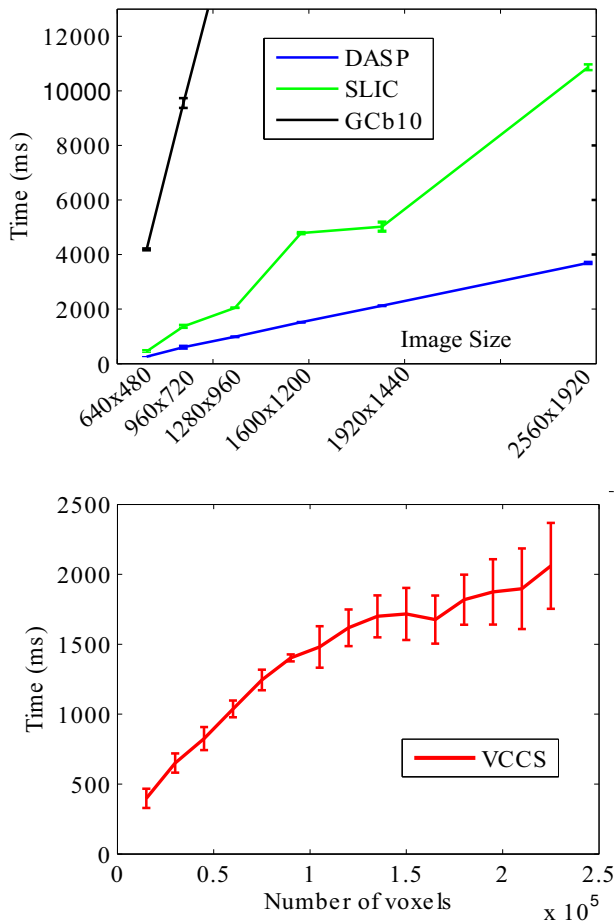 12000
10000
8000
6000
4000
2000
0
Time (ms)
DASP
SLIC
GCb10
Image Size
640x480
960x720
1280x960
1600x1200
1920x1440
2560x1920
2500
2000
1500
1000
500
0
Time (ms)
VCCS
0
0.5
1
1.5
2
2.5
Number of voxels
x 10⁵